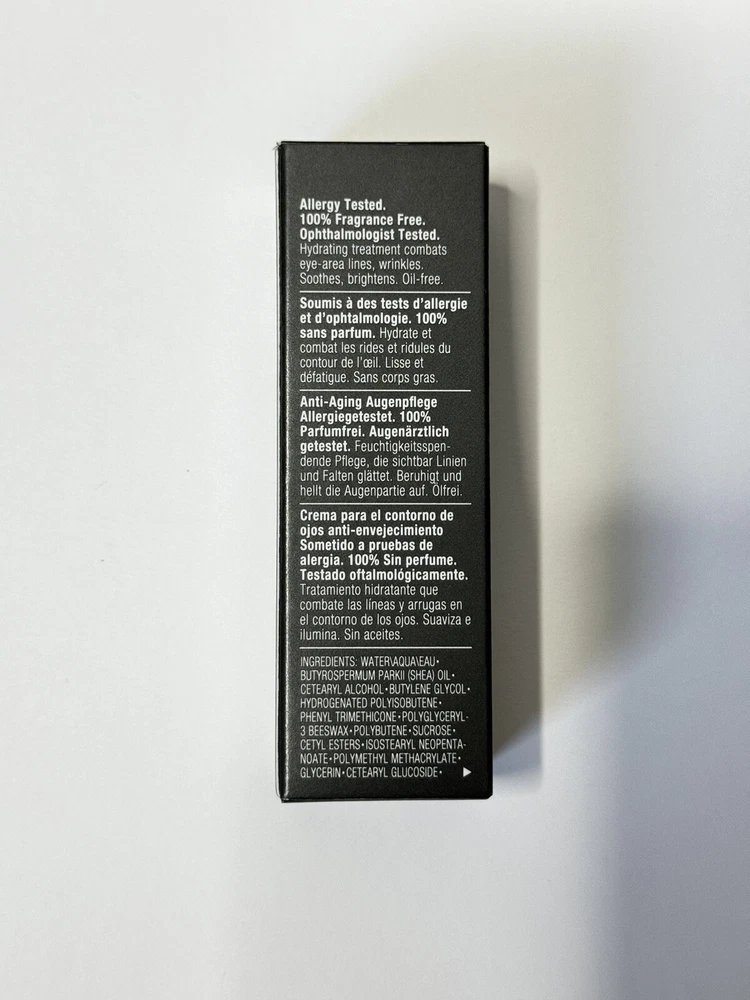 Allergy Tested.
100% Fragrance Free.
Ophthalmologist Tested.
Hydrating treatment combats
eye-area lines, wrinkles.
Soothes, brightens. Oil-free.
Soumis à des tests d'allergie
et d'ophtalmologie. 100%
sans parfum. Hydrate et
combat les rides et ridules du
contour de l'œil. Lisse et
défatigue. Sans corps gras.
Anti-Aging Augenpflege
Allergiegetestet. 100%
Parfumfrei. Augenärztlich
getestet. Feuchtigkeitsspen-
dende Pflege, die sichtbar Linien
und Falten glättet. Beruhigt und
hellt die Augenpartie auf. Ölfrei.
Crema para el contorno de
ojos anti-envejecimiento
Sometido a pruebas de
alergia. 100% Sin perfume.
Testado oftalmológicamente.
Tratamiento hidratante que
combate las líneas y arrugas en
el contorno de los ojos. Suaviza e
ilumina. Sin aceites.
INGREDIENTS: WATER\AQUA\EAU•
BUTYROSPERMUM PARKII (SHEA) OIL•
CETEARYL ALCOHOL•BUTYLENE GLYCOL•
HYDROGENATED POLYISOBUTENE•
PHENYL TRIMETHICONE•POLYGLYCERYL-
3 BEESWAX•POLYBUTENE•SUCROSE•
CETYL ESTERS•ISOSTEARYL NEOPENTA-
NOATE•POLYMETHYL METHACRYLATE•
GLYCERIN•CETEARYL GLUCOSIDE•